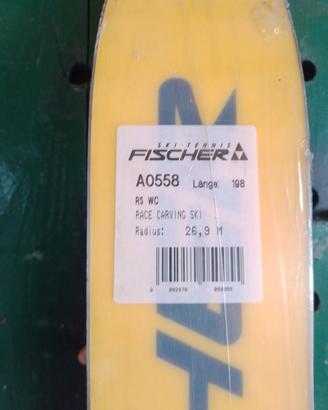 SKI-TENNIS
FISCHER
A0558 Länge: 198
RS WC
RACE CARVING SKI
Radius: 26,9 M